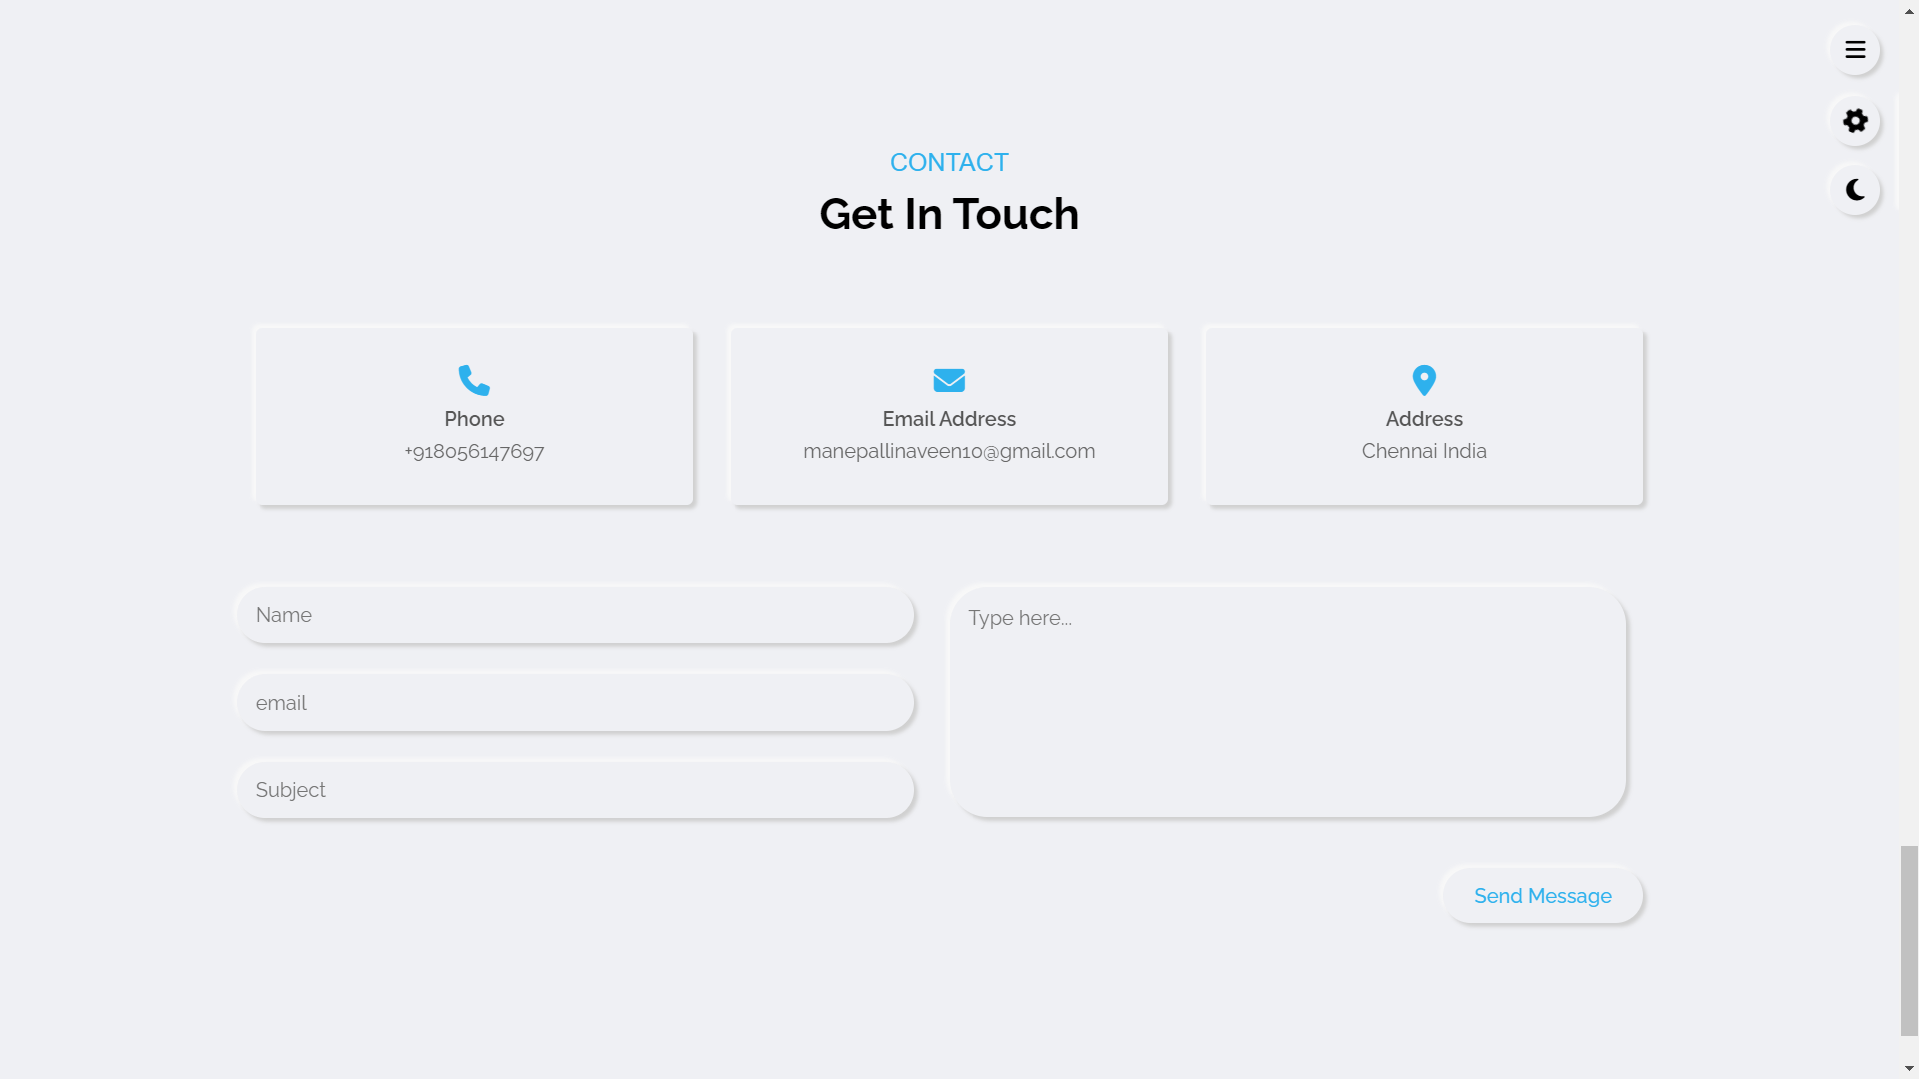 CONTACT
Get In Touch
Phone
+918056147697
Email Address
manepallinaveen10@gmail.com
Address
Chennai India
Name
email
Subject
Type here...
Send Message